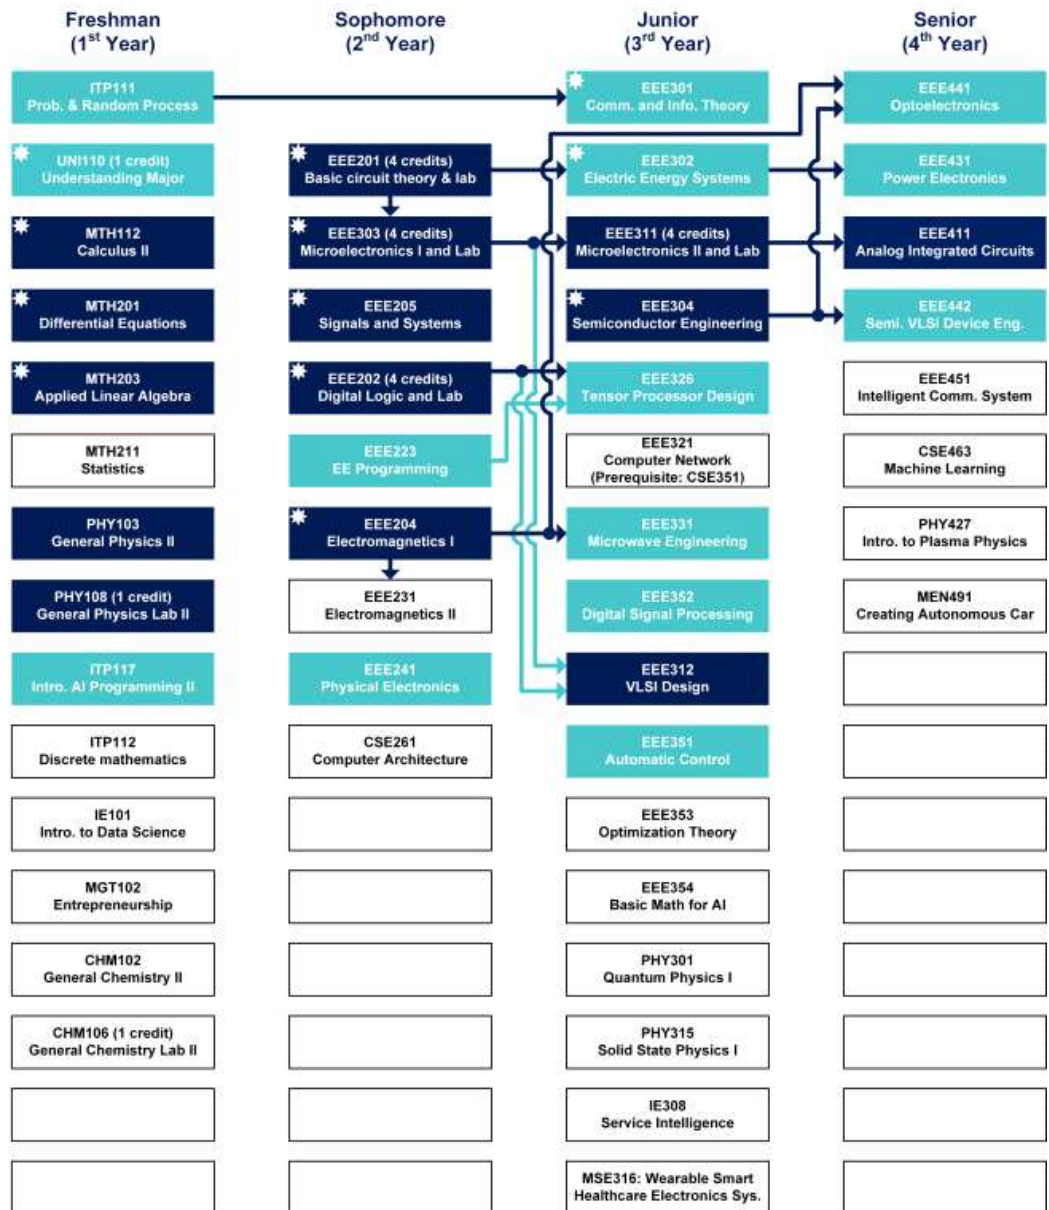 Freshman
(1st Year)
ITP111
Prob. & Random Process
UNI110 (1 credit)
Understanding Major
MTH112
Calculus II
MTH201
Differential Equations
MTH203
Applied Linear Algebra
MTH211
Statistics
PHY103
General Physics II
PHY108 (1 credit)
General Physics Lab II
ITP117
Intro. AI Programming II
ITP112
Discrete mathematics
IE101
Intro. to Data Science
MGT102
Entrepreneurship
CHM102
General Chemistry II
CHM106 (1 credit)
General Chemistry Lab II
Sophomore
(2nd Year)
EEE201 (4 credits)
Basic circuit theory & lab
EEE303 (4 credits)
Microelectronics I and Lab
EEE205
Signals and Systems
EEE202 (4 credits)
Digital Logic and Lab
EEE223
EE Programming
EEE204
Electromagnetics I
EEE231
Electromagnetics II
EEE241
Physical Electronics
CSE261
Computer Architecture
Junior
(3rd Year)
EEE301
Comm. and Info. Theory
EEE302
Electric Energy Systems
EEE311 (4 credits)
Microelectronics II and Lab
EEE304
Semiconductor Engineering
EEE326
Tensor Processor Design
EEE321
Computer Network
(Prerequisite: CSE351)
EEE331
Microwave Engineering
EEE352
Digital Signal Processing
EEE312
VLSI Design
EEE351
Automatic Control
EEE353
Optimization Theory
EEE354
Basic Math for AI
PHY301
Quantum Physics I
PHY315
Solid State Physics I
IE308
Service Intelligence
MSE316: Wearable Smart
Healthcare Electronics Sys.
Senior
(4th Year)
EEE441
Optoelectronics
EEE431
Power Electronics
EEE411
Analog Integrated Circuits
EEE442
Semi. VLSI Device Eng.
EEE451
Intelligent Comm. System
CSE463
Machine Learning
PHY427
Intro. to Plasma Physics
MEN491
Creating Autonomous Car